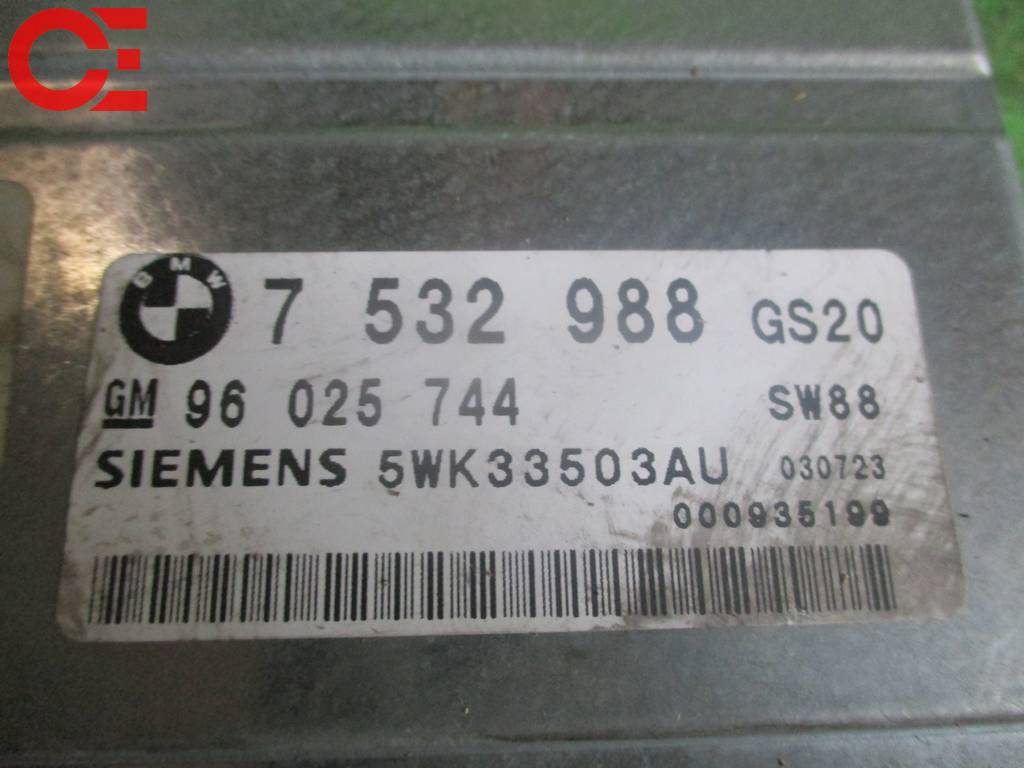 CE
BMW 7 532 988 GS20
GM 96 025 744 SW88
SIEMENS 5WK33503AU 030723
000935199